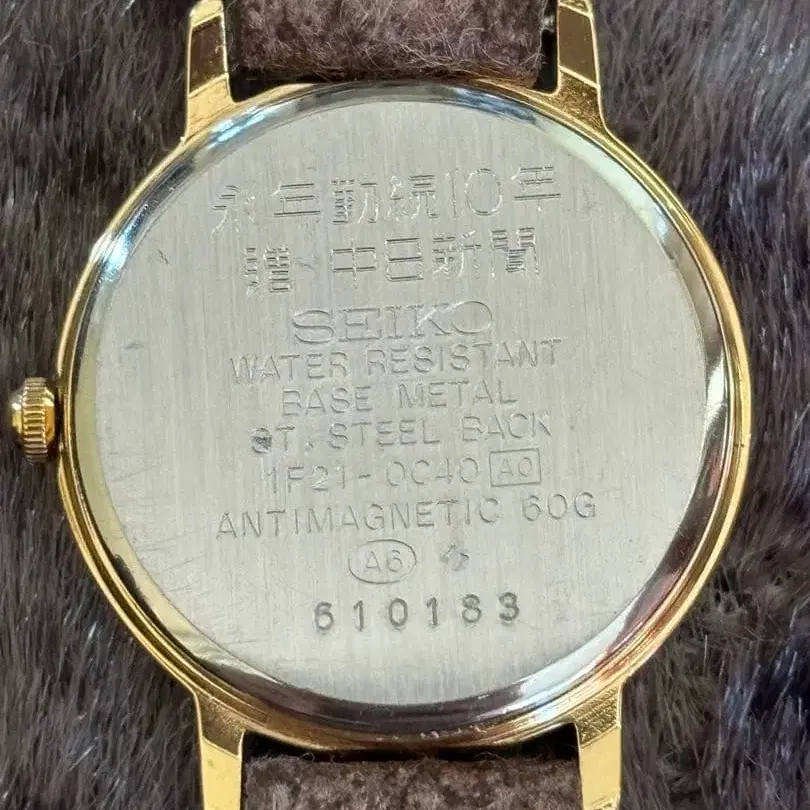 永年勤続10年
贈・中日新聞
SEIKO
WATER RESISTANT
BASE METAL
ST. STEEL BACK
1F21-0C40 A0
ANTIMAGNETIC 60G
A6
610183